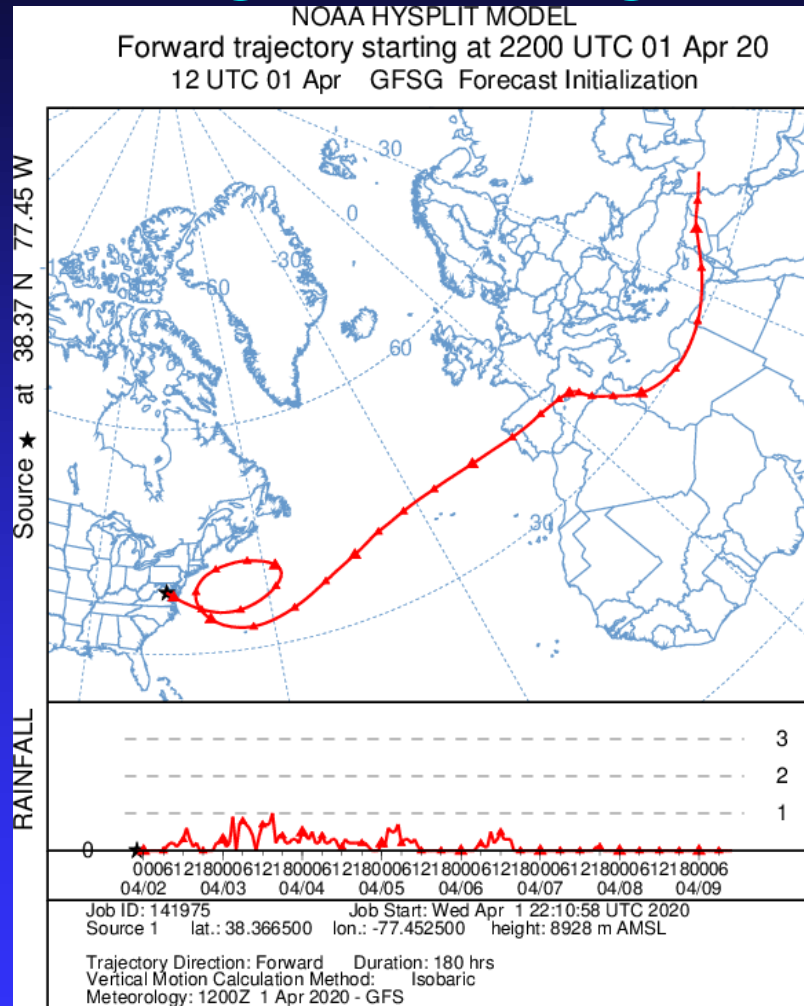 NOAA HYSPLIT MODEL
Forward trajectory starting at 2200 UTC 01 Apr 20
12 UTC 01 Apr GFSG Forecast Initialization
Source ★ at 38.37 N 77.45 W
30
0
-30
-60
60
30
RAINFALL
3
2
1
0
000612180006121800061218000612180006121800061218000612180006
04/02 04/03 04/04 04/05 04/06 04/07 04/08 04/09
Job ID: 141975 Job Start: Wed Apr 1 22:10:58 UTC 2020
Source 1 lat.: 38.366500 lon.: -77.452500 height: 8928 m AMSL
Trajectory Direction: Forward Duration: 180 hrs
Vertical Motion Calculation Method: Isobaric
Meteorology: 1200Z 1 Apr 2020 - GFS